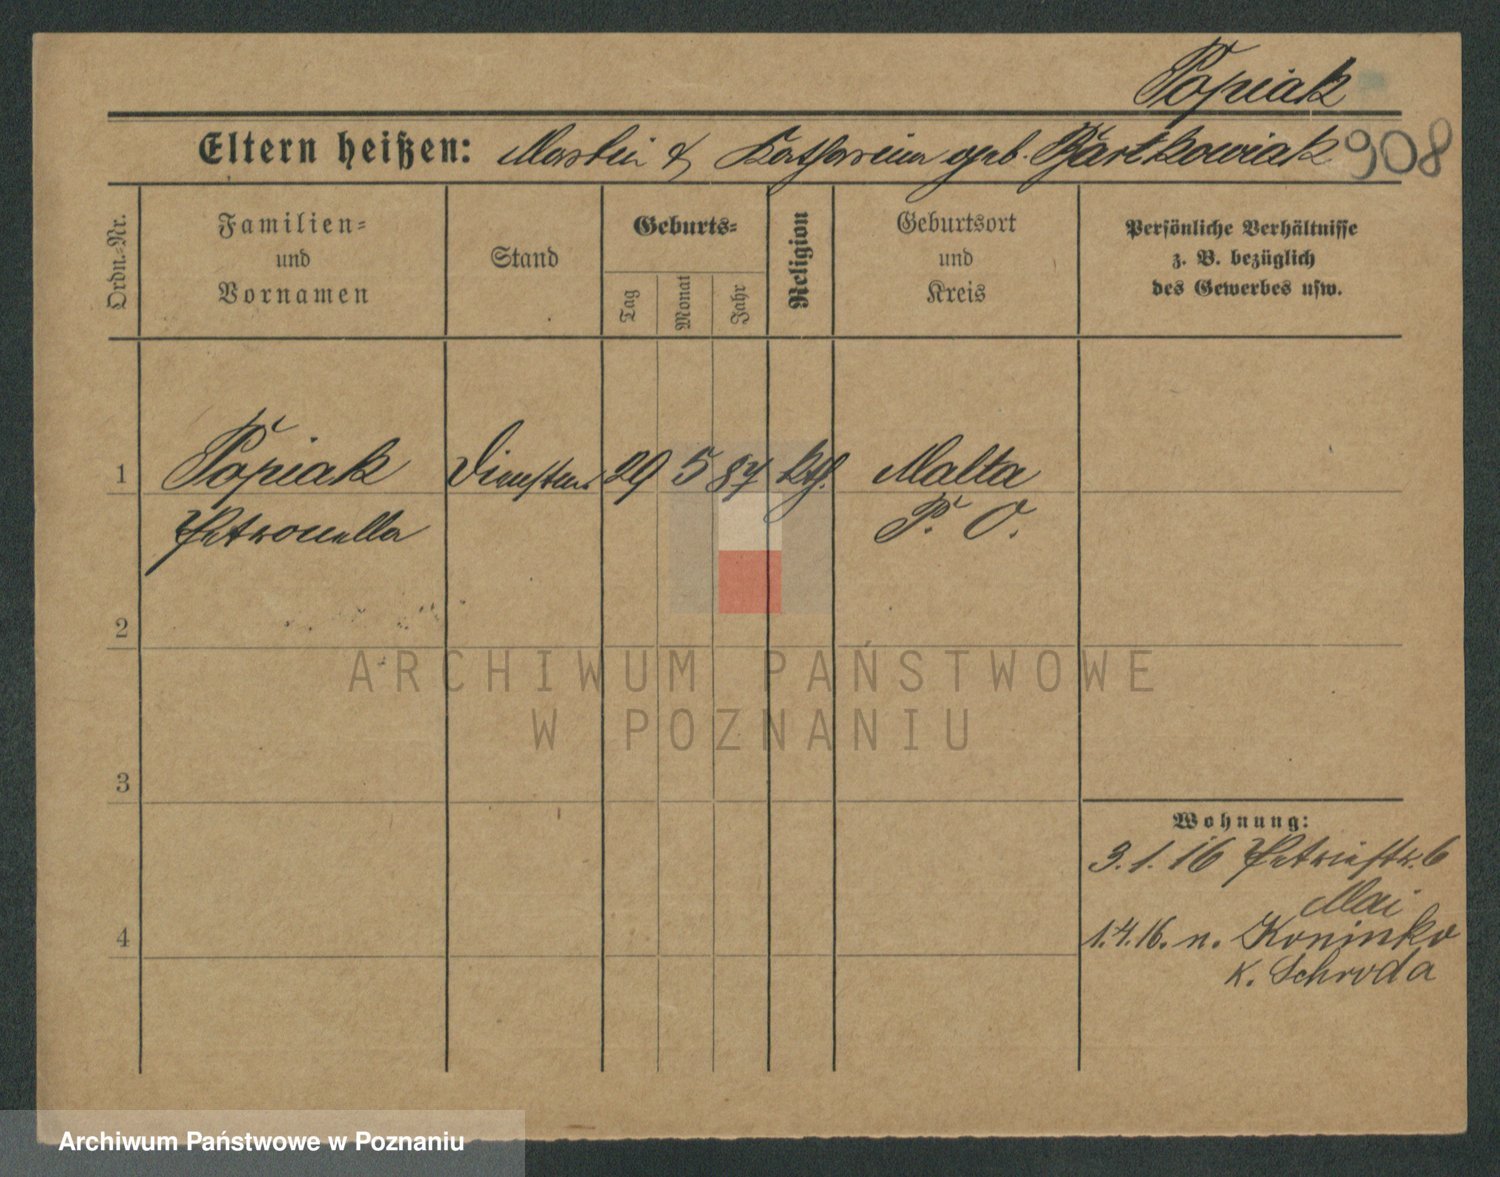 Popiak
Eltern heißen: Martin & Katharina geb. Bartkowiak 908
Ordn.-Nr.
Familien-
und
Vornamen
Stand
Geburts-
Tag
Monat
Jahr
Religion
Geburtsort
und
Kreis
Persönliche Verhältnisse
z. B. bezüglich
des Gewerbes usw.
1 Popiak 29 5 87 kth. Malta
Petronella P. O.
2
3
4
Wohnung:
3.1.16 Petristr. 6
Mai
1.4.16. n. Koninko
K. Schroda
ARCHIWUM PAŃSTWOWE
W POZNANIU
Archiwum Państwowe w Poznaniu